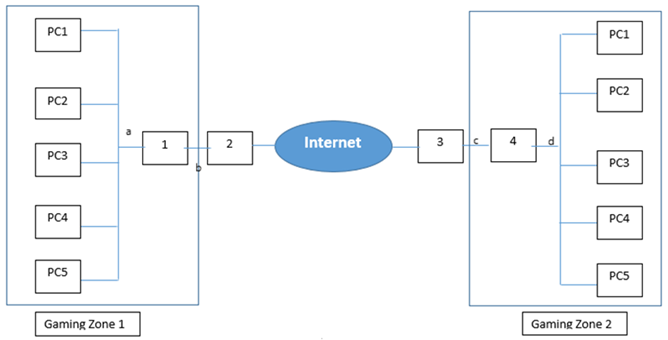 PC1
PC2
PC3
PC4
PC5
a
1
b
2
Internet
3
c
4
d
PC1
PC2
PC3
PC4
PC5
Gaming Zone 1
Gaming Zone 2